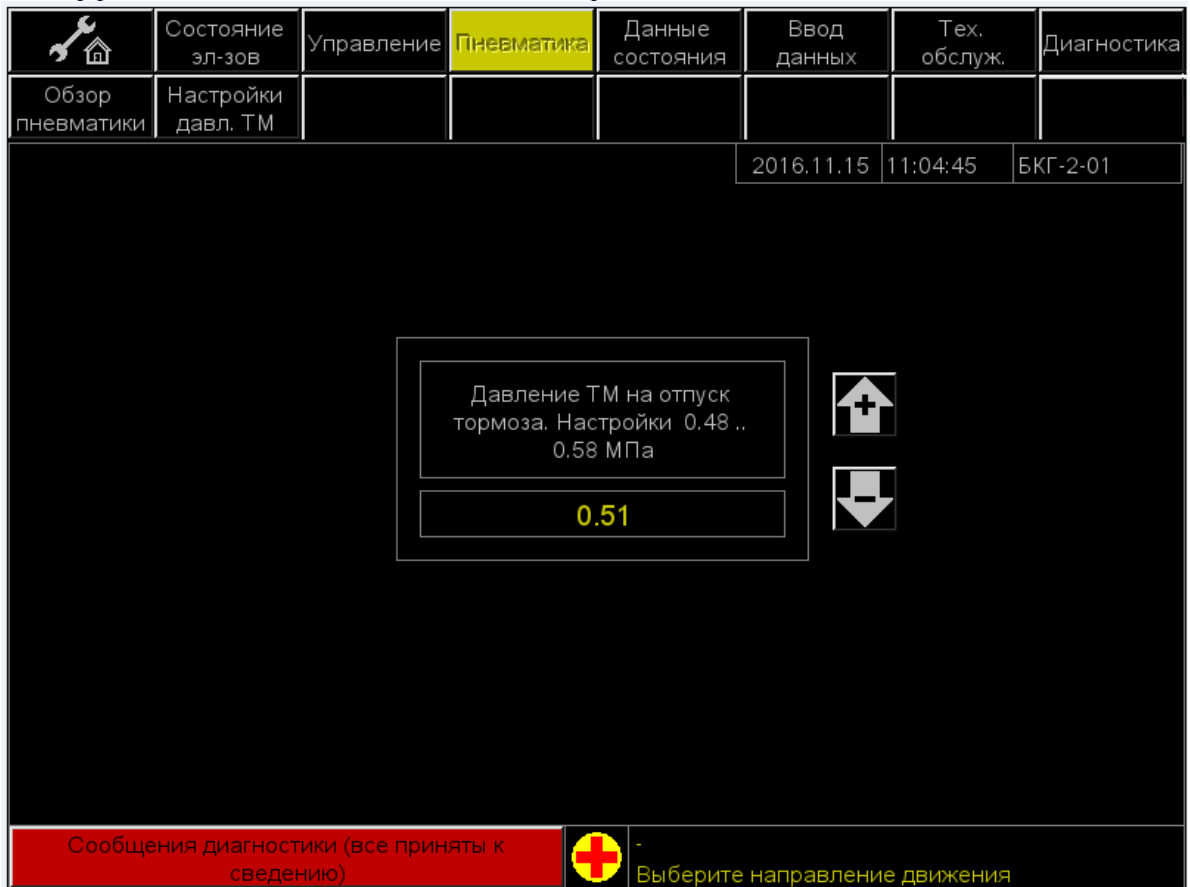 Состояние
эл-зов
Управление
Пневматика
Данные
состояния
Ввод
данных
Тех.
обслуж.
Диагностика
Обзор
пневматики
Настройки
давл. ТМ
2016.11.15 11:04:45 БКГ-2-01
Давление ТМ на отпуск
тормоза. Настройки 0.48 ..
0.58 МПа
+
0.51
-
Сообщения диагностики (все приняты к
сведению)
-
Выберите направление движения